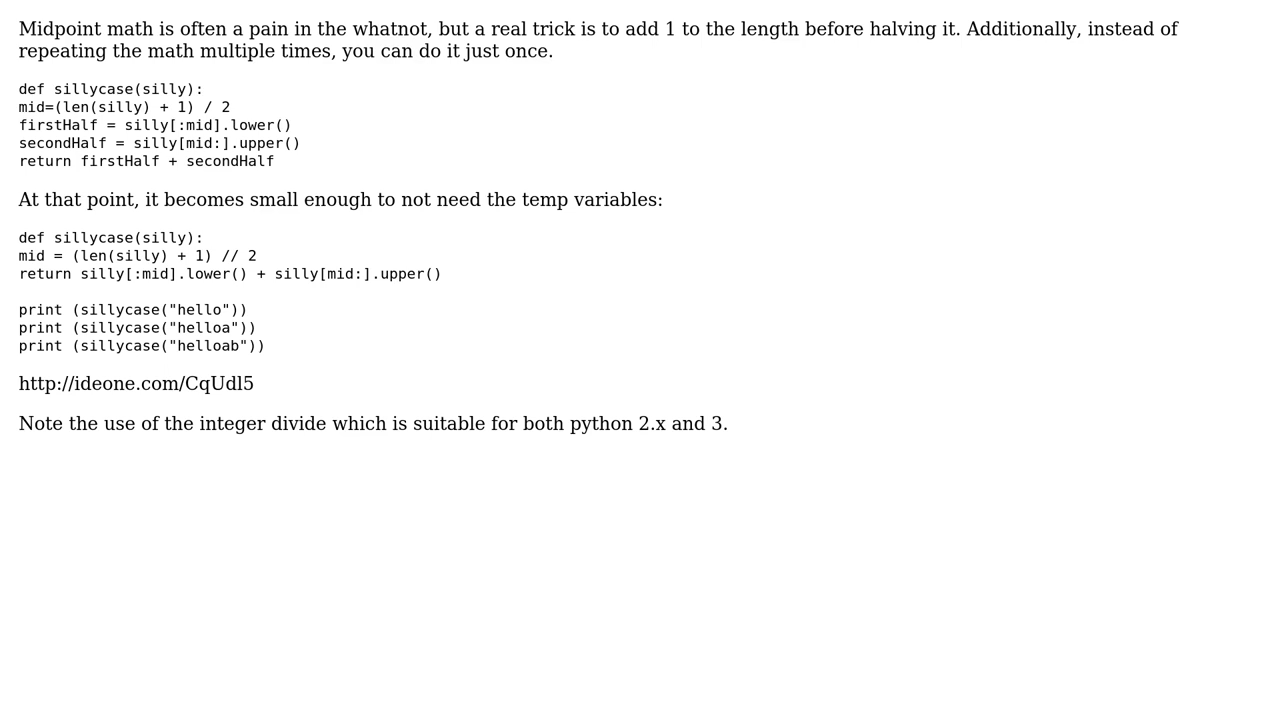 Midpoint math is often a pain in the whatnot, but a real trick is to add 1 to the length before halving it. Additionally, instead of
repeating the math multiple times, you can do it just once.
def sillycase(silly):
mid=(len(silly) + 1) / 2
firstHalf = silly[:mid].lower()
secondHalf = silly[mid:].upper()
return firstHalf + secondHalf
At that point, it becomes small enough to not need the temp variables:
def sillycase(silly):
mid = (len(silly) + 1) // 2
return silly[:mid].lower() + silly[mid:].upper()
print (sillycase("hello"))
print (sillycase("helloa"))
print (sillycase("helloab"))
http://ideone.com/CqUdl5
Note the use of the integer divide which is suitable for both python 2.x and 3.